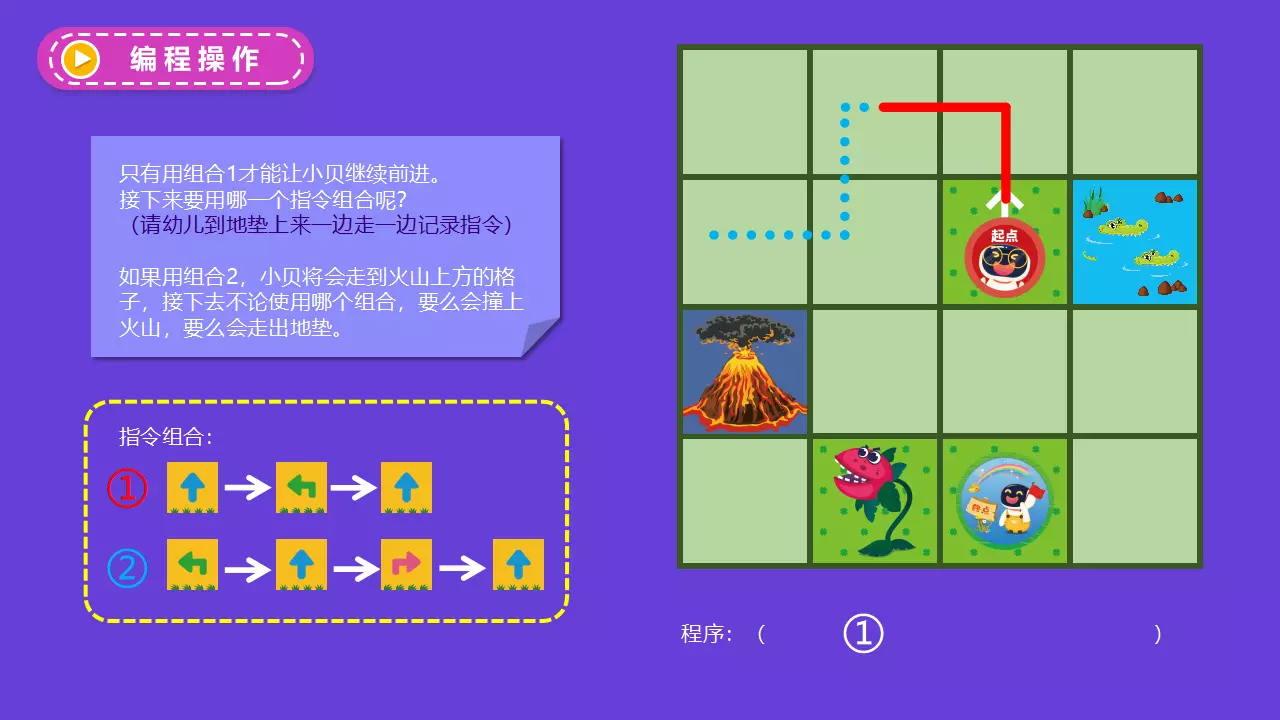 编程操作
只有用组合1才能让小贝继续前进。
接下来要用哪一个指令组合呢？
（请幼儿到地垫上来一边走一边记录指令）
如果用组合2，小贝将会走到火山上方的格
子，接下去不论使用哪个组合，要么会撞上
火山，要么会走出地垫。
指令组合：
①
②
起点
终点
程序：（ ① ）